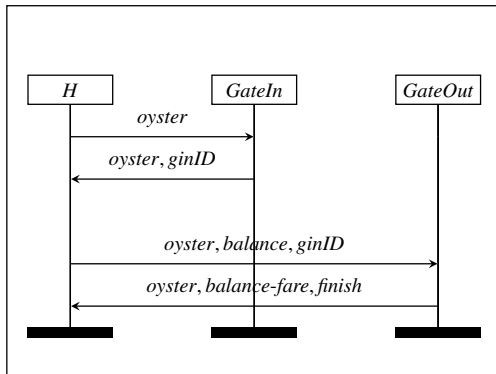 H GateIn GateOut
oyster
oyster, ginID
oyster, balance, ginID
oyster, balance-fare, finish